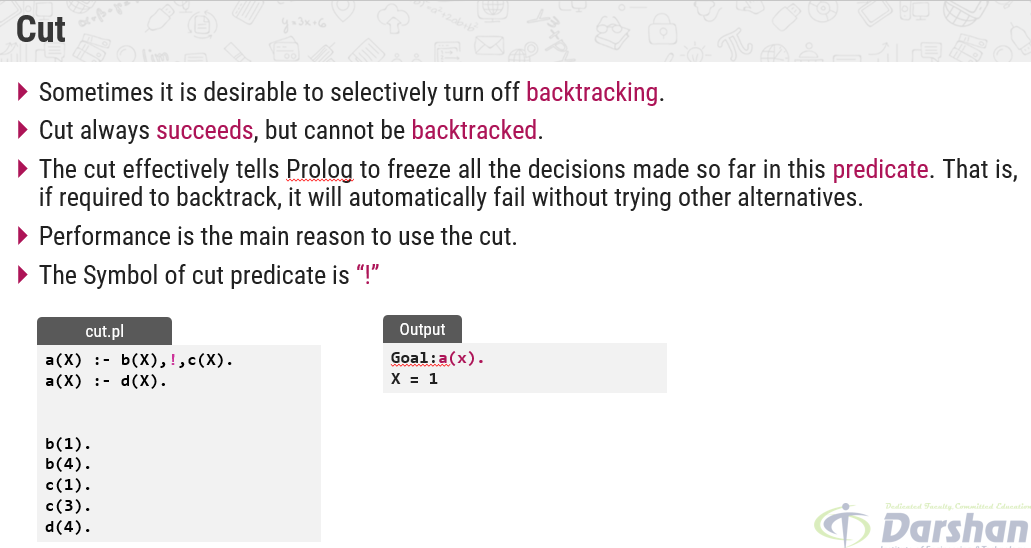 Cut
Sometimes it is desirable to selectively turn off backtracking.
Cut always succeeds, but cannot be backtracked.
The cut effectively tells Prolog to freeze all the decisions made so far in this predicate. That is,
if required to backtrack, it will automatically fail without trying other alternatives.
Performance is the main reason to use the cut.
The Symbol of cut predicate is “!”
cut.pl
a(X) :- b(X),!,c(X).
a(X) :- d(X).
b(1).
b(4).
c(1).
c(3).
d(4).
Output
Goal:a(x).
X = 1
Dedicated Faculty, Committed Education
Darshan